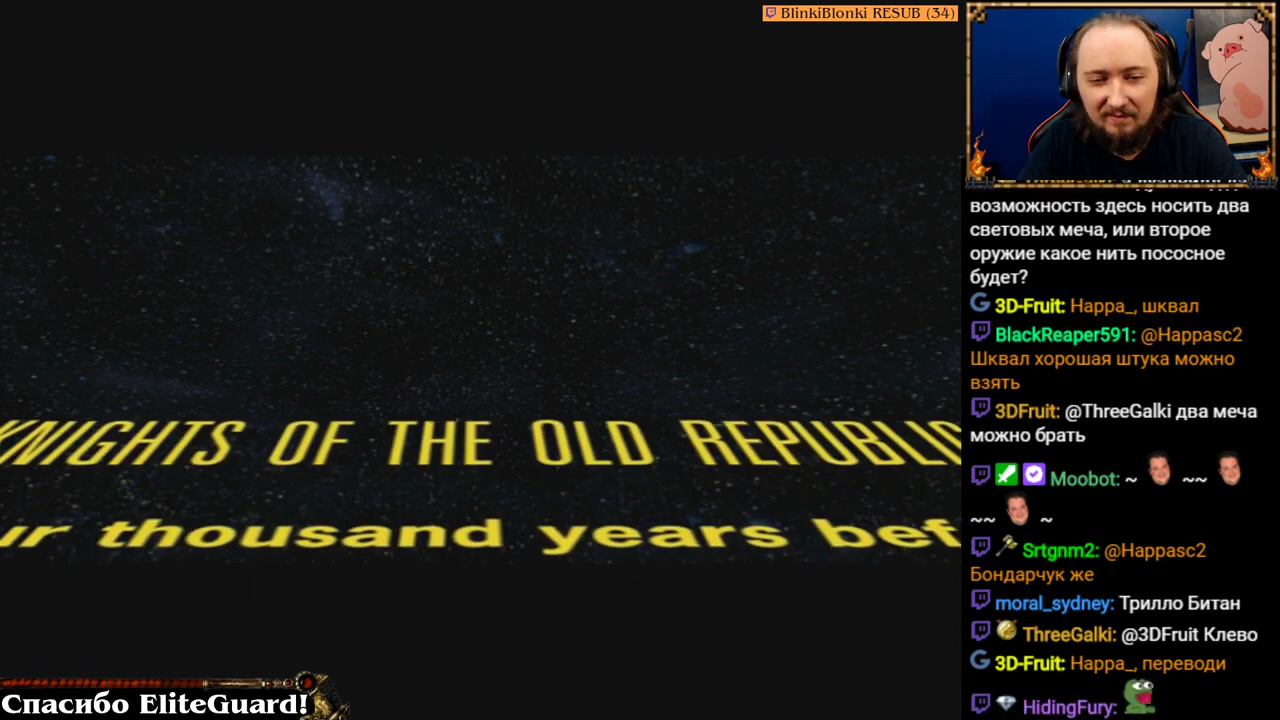 BlinkiBlonki RESUB (34)
KNIGHTS OF THE OLD REPUBLIC
ur thousand years bef
Спасибо EliteGuard!
возможность здесь носить два
световых меча, или второе
оружие какое нить пососное
будет?
3D-Fruit: Happa_, шквал
BlackReaper591: @Happasc2
Шквал хорошая штука можно
взять
3DFruit: @ThreeGalki два меча
можно брать
Moobot: ~ ~~
~~ ~
Srtgnm2: @Happasc2
Бондарчук же
moral_sydney: Трилло Битан
ThreeGalki: @3DFruit Клево
3D-Fruit: Happa_, переводи
HidingFury: